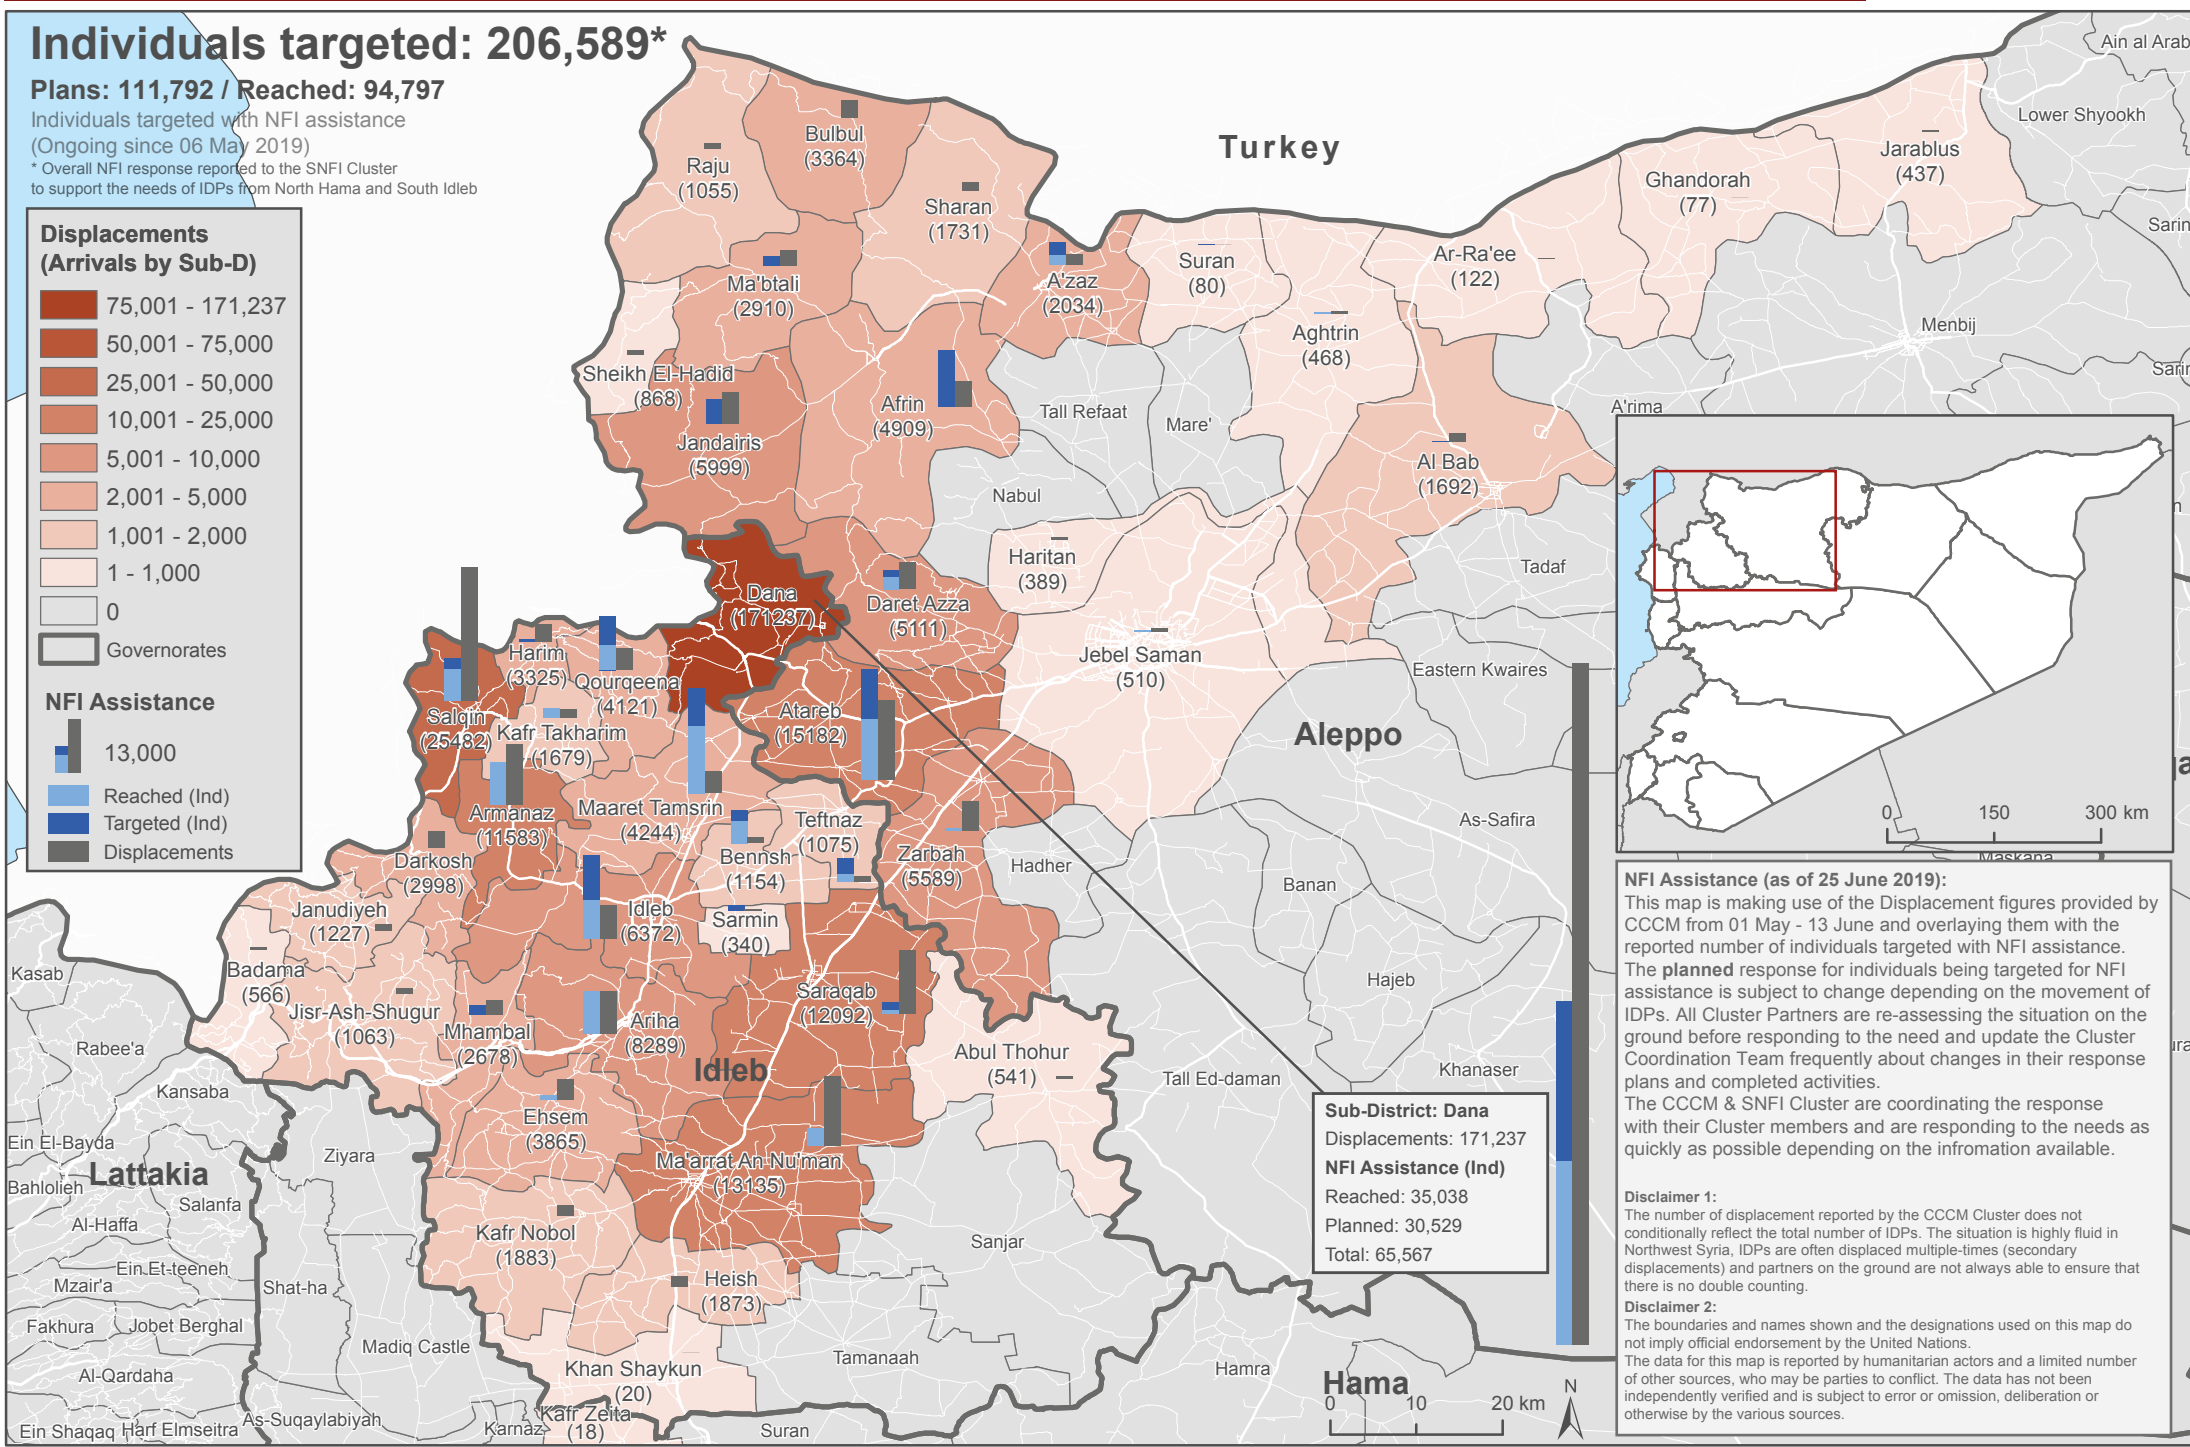 Individuals targeted: 206,589*
Plans: 111,792 / Reached: 94,797
Individuals targeted with NFI assistance
(Ongoing since 06 May 2019)
* Overall NFI response reported to the SNFI Cluster
to support the needs of IDPs from North Hama and South Idleb
Displacements
(Arrivals by Sub-D)
75,001 - 171,237
50,001 - 75,000
25,001 - 50,000
10,001 - 25,000
5,001 - 10,000
2,001 - 5,000
1,001 - 2,000
1 - 1,000
0
Governorates
NFI Assistance
13,000
Reached (Ind)
Targeted (Ind)
Displacements
Turkey
Ain al Arab
Lower Shyookh
Jarablus
(437)
Ghandorah
(77)
Sarin
Bulbul
(3364)
Raju
(1055)
Sharan
(1731)
Ma'btali
(2910)
A'zaz
(2034)
Suran
(80)
Ar-Ra'ee
(122)
Aghtrin
(468)
Menbij
Sarin
Sheikh El-Hadid
(868)
Jandairis
(5999)
Afrin
(4909)
Tall Refaat
Mare'
A'rima
Al Bab
(1692)
Nabul
Haritan
(389)
Tadaf
Dana
(171237)
Daret Azza
(5111)
Jebel Saman
(510)
Eastern Kwaires
Harim
(3325)
Qourqeena
(4121)
Salqin
(25482)
Kafr Takharim
(1679)
Atareb
(15182)
Aleppo
Armanaz
(11583)
Maaret Tamsrin
(4244)
Teftnaz
(1075)
As-Safira
Darkosh
(2998)
Bennsh
(1154)
Zarbah
(5589)
Hadher
Banan
Maskana
Janudiyeh
(1227)
Idleb
(6372)
Sarmin
(340)
Kasab
Badama
(566)
Jisr-Ash-Shugur
(1063)
Mhambal
(2678)
Ariha
(8289)
Saraqab
(12092)
Hajeb
Rabee'a
Idleb
Abul Thohur
(541)
Tall Ed-daman
Khanaser
Kansaba
Ehsem
(3865)
Ein El-Bayda
Ziyara
Ma'arrat An Nu'man
(13135)
Lattakia
Bahlolieh
Salanfa
Al-Haffa
Kafr Nobol
(1883)
Sanjar
Ein Et-teeneh
Mzair'a
Shat-ha
Heish
(1873)
Fakhura
Jobet Berghal
Madiq Castle
Tamanaah
Al-Qardaha
Khan Shaykun
(20)
Hamra
Hama
Ein Shaqaq
Harf Elmseitra
As-Suqaylabiyah
Karnaz
Kafr Zeita
(18)
Suran
Sub-District: Dana
Displacements: 171,237
NFI Assistance (Ind)
Reached: 35,038
Planned: 30,529
Total: 65,567
0 10 20 km
N
0 150 300 km
NFI Assistance (as of 25 June 2019):
This map is making use of the Displacement figures provided by
CCCM from 01 May - 13 June and overlaying them with the
reported number of individuals targeted with NFI assistance.
The planned response for individuals being targeted for NFI
assistance is subject to change depending on the movement of
IDPs. All Cluster Partners are re-assessing the situation on the
ground before responding to the need and update the Cluster
Coordination Team frequently about changes in their response
plans and completed activities.
The CCCM & SNFI Cluster are coordinating the response
with their Cluster members and are responding to the needs as
quickly as possible depending on the infromation available.
Disclaimer 1:
The number of displacement reported by the CCCM Cluster does not
conditionally reflect the total number of IDPs. The situation is highly fluid in
Northwest Syria, IDPs are often displaced multiple-times (secondary
displacements) and partners on the ground are not always able to ensure that
there is no double counting.
Disclaimer 2:
The boundaries and names shown and the designations used on this map do
not imply official endorsement by the United Nations.
The data for this map is reported by humanitarian actors and a limited number
of other sources, who may be parties to conflict. The data has not been
independently verified and is subject to error or omission, deliberation or
otherwise by the various sources.